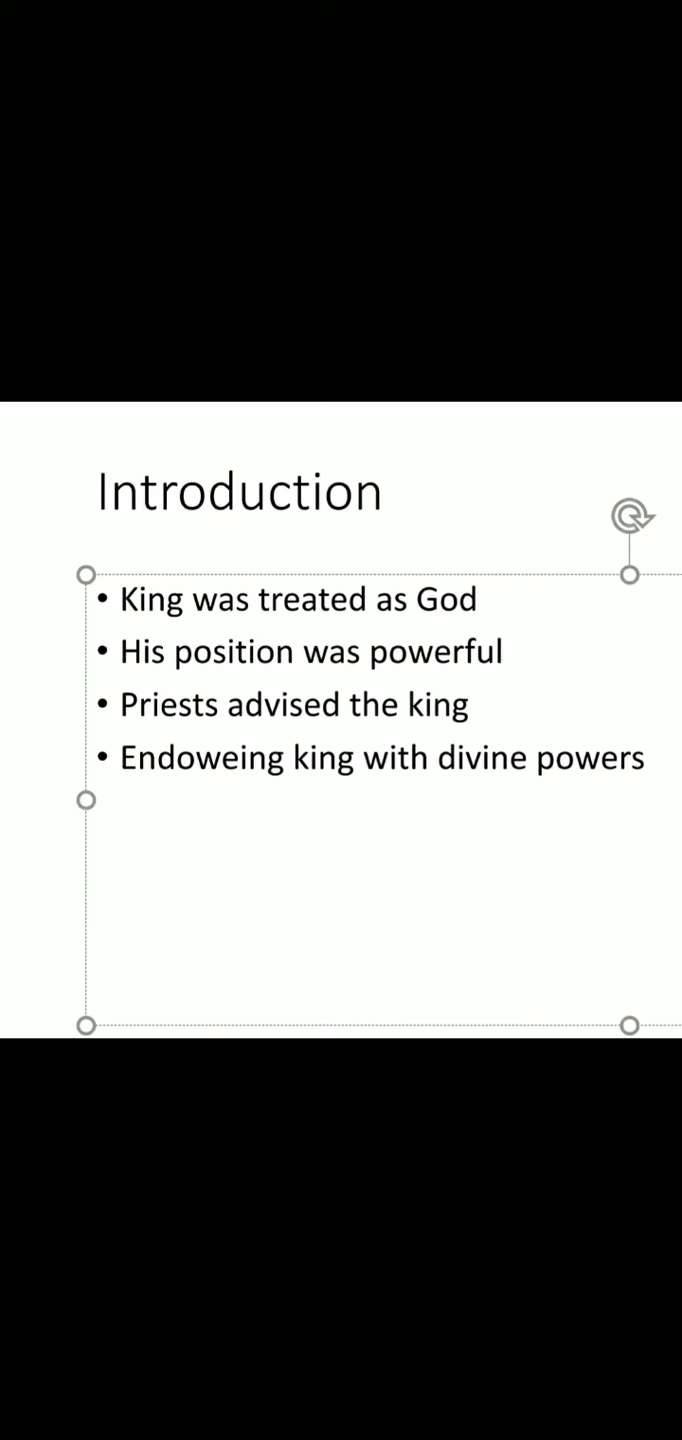 Introduction
• King was treated as God
• His position was powerful
• Priests advised the king
• Endoweing king with divine powers